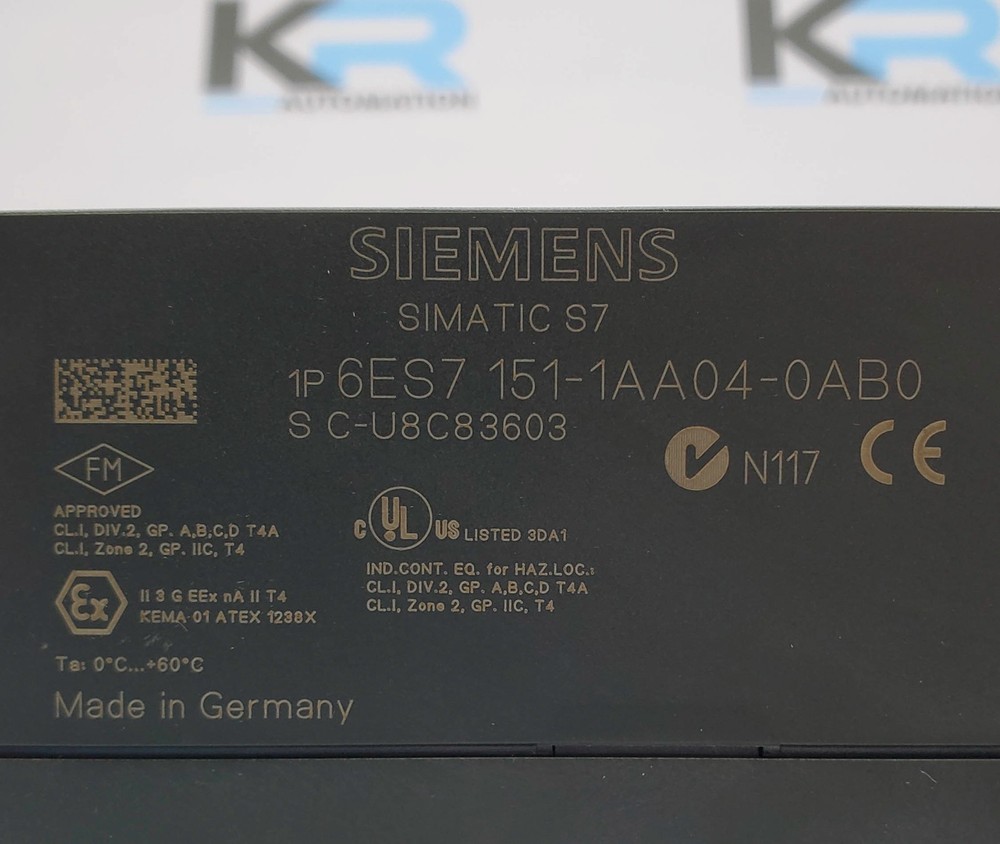 KR KR
AUTOMATION AUTOMATION
SIEMENS
SIMATIC S7
1P 6ES7 151-1AA04-0AB0
S C-U8C83603
FM
N117 CE
APPROVED
CL.I, DIV.2, GP. A,B,C,D T4A
CL.I, Zone 2, GP. IIC, T4
C UL US LISTED 3DA1
IND.CONT. EQ. for HAZ.LOC.:
CL.I, DIV.2, GP. A,B,C,D T4A
CL.I, Zone 2, GP. IIC, T4
Ex
II 3 G EEx nA II T4
KEMA 01 ATEX 1238X
Ta: 0°C...+60°C
Made in Germany